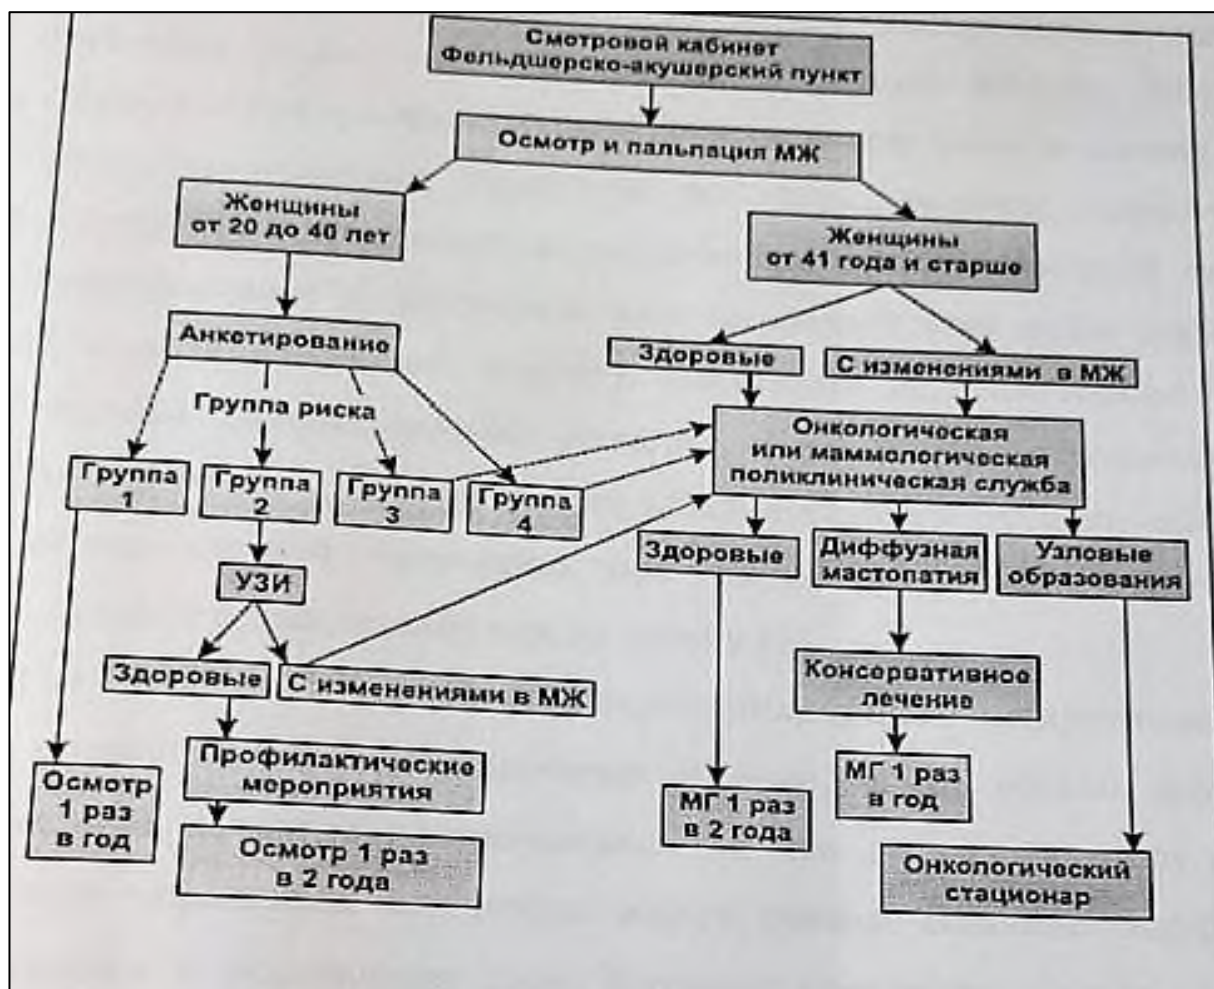 Смотровой кабинет
Фельдшерско-акушерский пункт
Осмотр и пальпация МЖ
Женщины
от 20 до 40 лет
Женщины
от 41 года и старше
Анкетирование
Здоровые
С изменениями в МЖ
Группа риска
Группа
1
Группа
2
Группа
3
Группа
4
Онкологическая
или маммологическая
поликлиническая служба
УЗИ
Здоровые
Диффузная
мастопатия
Узловые
образования
Здоровые
С изменениями в МЖ
Консервативное
лечение
Профилактические
мероприятия
Осмотр
1 раз
в год
Осмотр 1 раз
в 2 года
МГ 1 раз
в 2 года
МГ 1 раз
в год
Онкологический
стационар